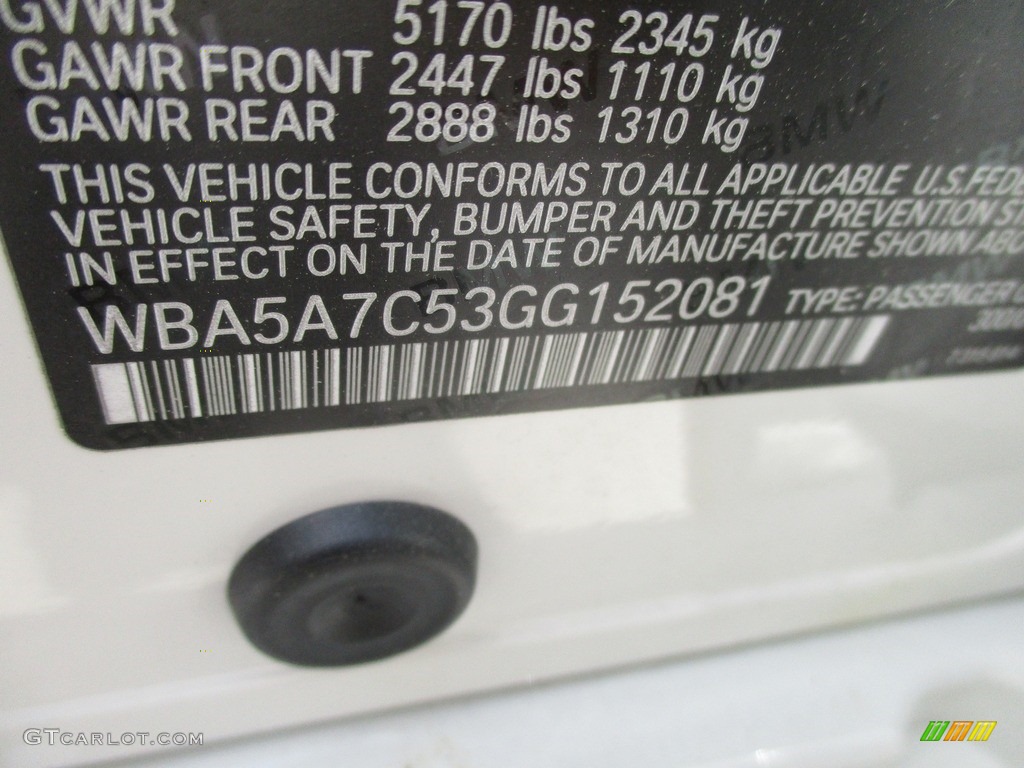 GVWR 5170 lbs 2345 kg
GAWR FRONT 2447 lbs 1110 kg
GAWR REAR 2888 lbs 1310 kg
THIS VEHICLE CONFORMS TO ALL APPLICABLE U.S.FEDE
VEHICLE SAFETY, BUMPER AND THEFT PREVENTION ST
IN EFFECT ON THE DATE OF MANUFACTURE SHOWN ABO
WBA5A7C53GG152081 TYPE: PASSENGER
BMW
GTCARLOT.COM